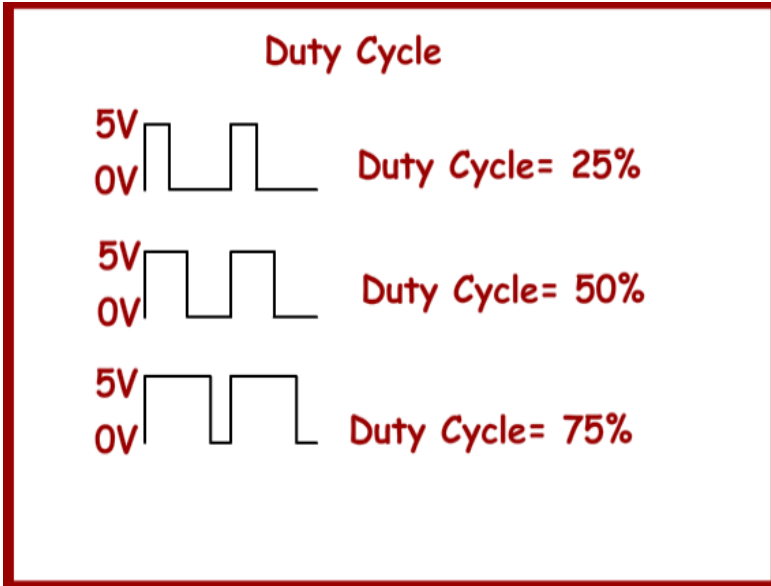 Duty Cycle
5V
0V
Duty Cycle= 25%
5V
0V
Duty Cycle= 50%
5V
0V
Duty Cycle= 75%